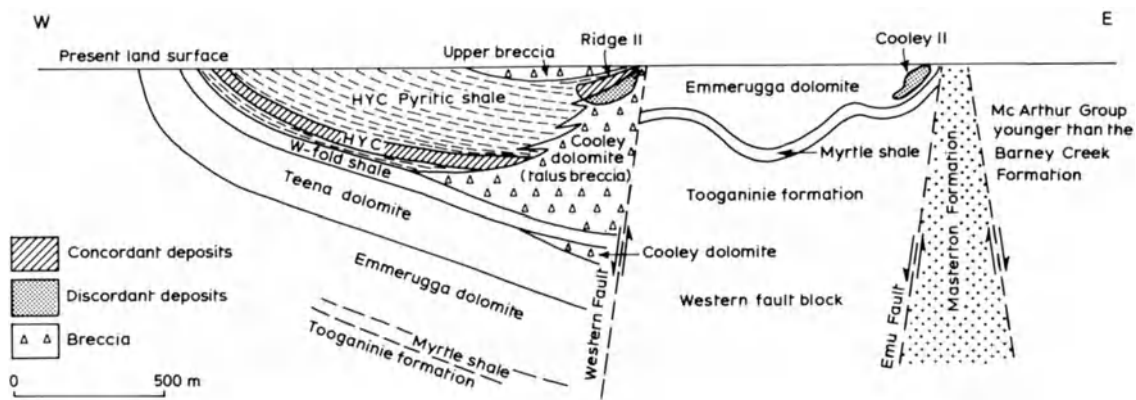 W
E
Present land surface
Upper breccia
Ridge II
Cooley II
HYC Pyritic shale
Emmerugga dolomite
HYC
W-fold shale
Teena dolomite
Cooley
dolomite
(talus breccia)
Myrtle shale
Mc Arthur Group
younger than the
Barney Creek
Formation
Tooganinie formation
Masterton Formation
Cooley dolomite
Emmerugga dolomite
Western Fault
Western fault block
Emu Fault
Myrtle shale
Tooganinie formation
Concordant deposits
Discordant deposits
Breccia
0
500 m